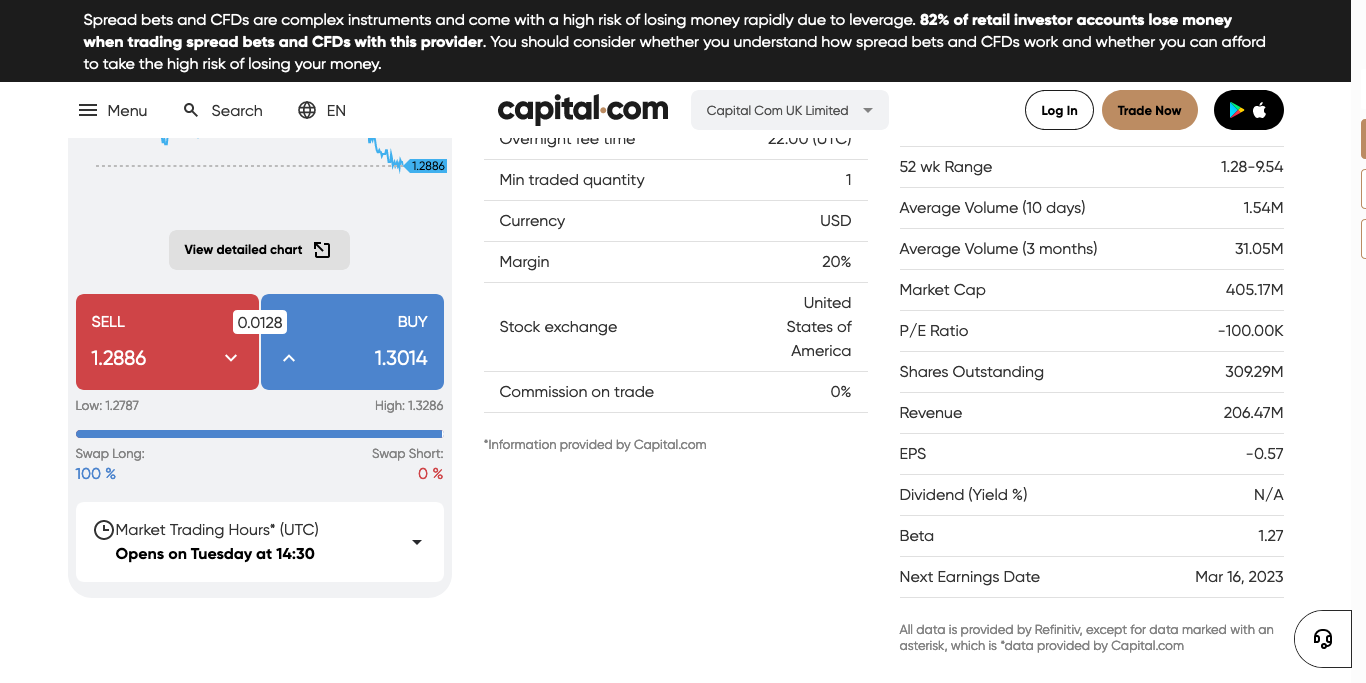 Spread bets and CFDs are complex instruments and come with a high risk of losing money rapidly due to leverage. 82% of retail investor accounts lose money
when trading spread bets and CFDs with this provider. You should consider whether you understand how spread bets and CFDs work and whether you can afford
to take the high risk of losing your money.
Menu
Search
EN
capital.com
Capital Com UK Limited
Log In
Trade Now
1.2886
View detailed chart
SELL
0.0128
BUY
1.2886
1.3014
Low: 1.2787
High: 1.3286
Swap Long:
Swap Short:
100 %
0 %
Market Trading Hours* (UTC)
Opens on Tuesday at 14:30
Overnight fee time 22:00 (UTC)
Min traded quantity 1
Currency USD
Margin 20%
Stock exchange United
States of
America
Commission on trade 0%
*Information provided by Capital.com
52 wk Range 1.28-9.54
Average Volume (10 days) 1.54M
Average Volume (3 months) 31.05M
Market Cap 405.17M
P/E Ratio -100.00K
Shares Outstanding 309.29M
Revenue 206.47M
EPS -0.57
Dividend (Yield %) N/A
Beta 1.27
Next Earnings Date Mar 16, 2023
All data is provided by Refinitiv, except for data marked with an
asterisk, which is *data provided by Capital.com